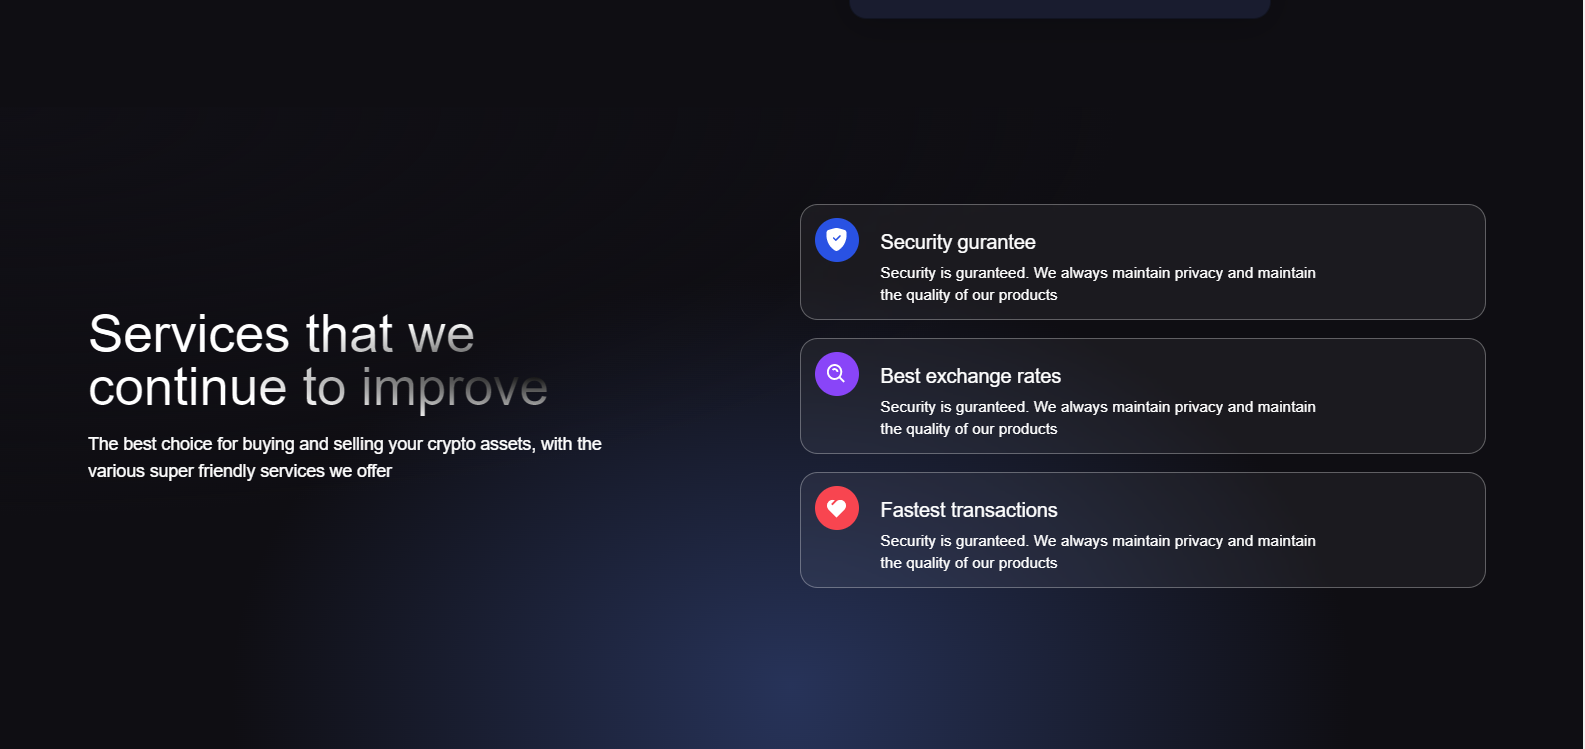 Services that we
continue to improve
The best choice for buying and selling your crypto assets, with the
various super friendly services we offer
Security gurantee
Security is guranteed. We always maintain privacy and maintain
the quality of our products
Best exchange rates
Security is guranteed. We always maintain privacy and maintain
the quality of our products
Fastest transactions
Security is guranteed. We always maintain privacy and maintain
the quality of our products